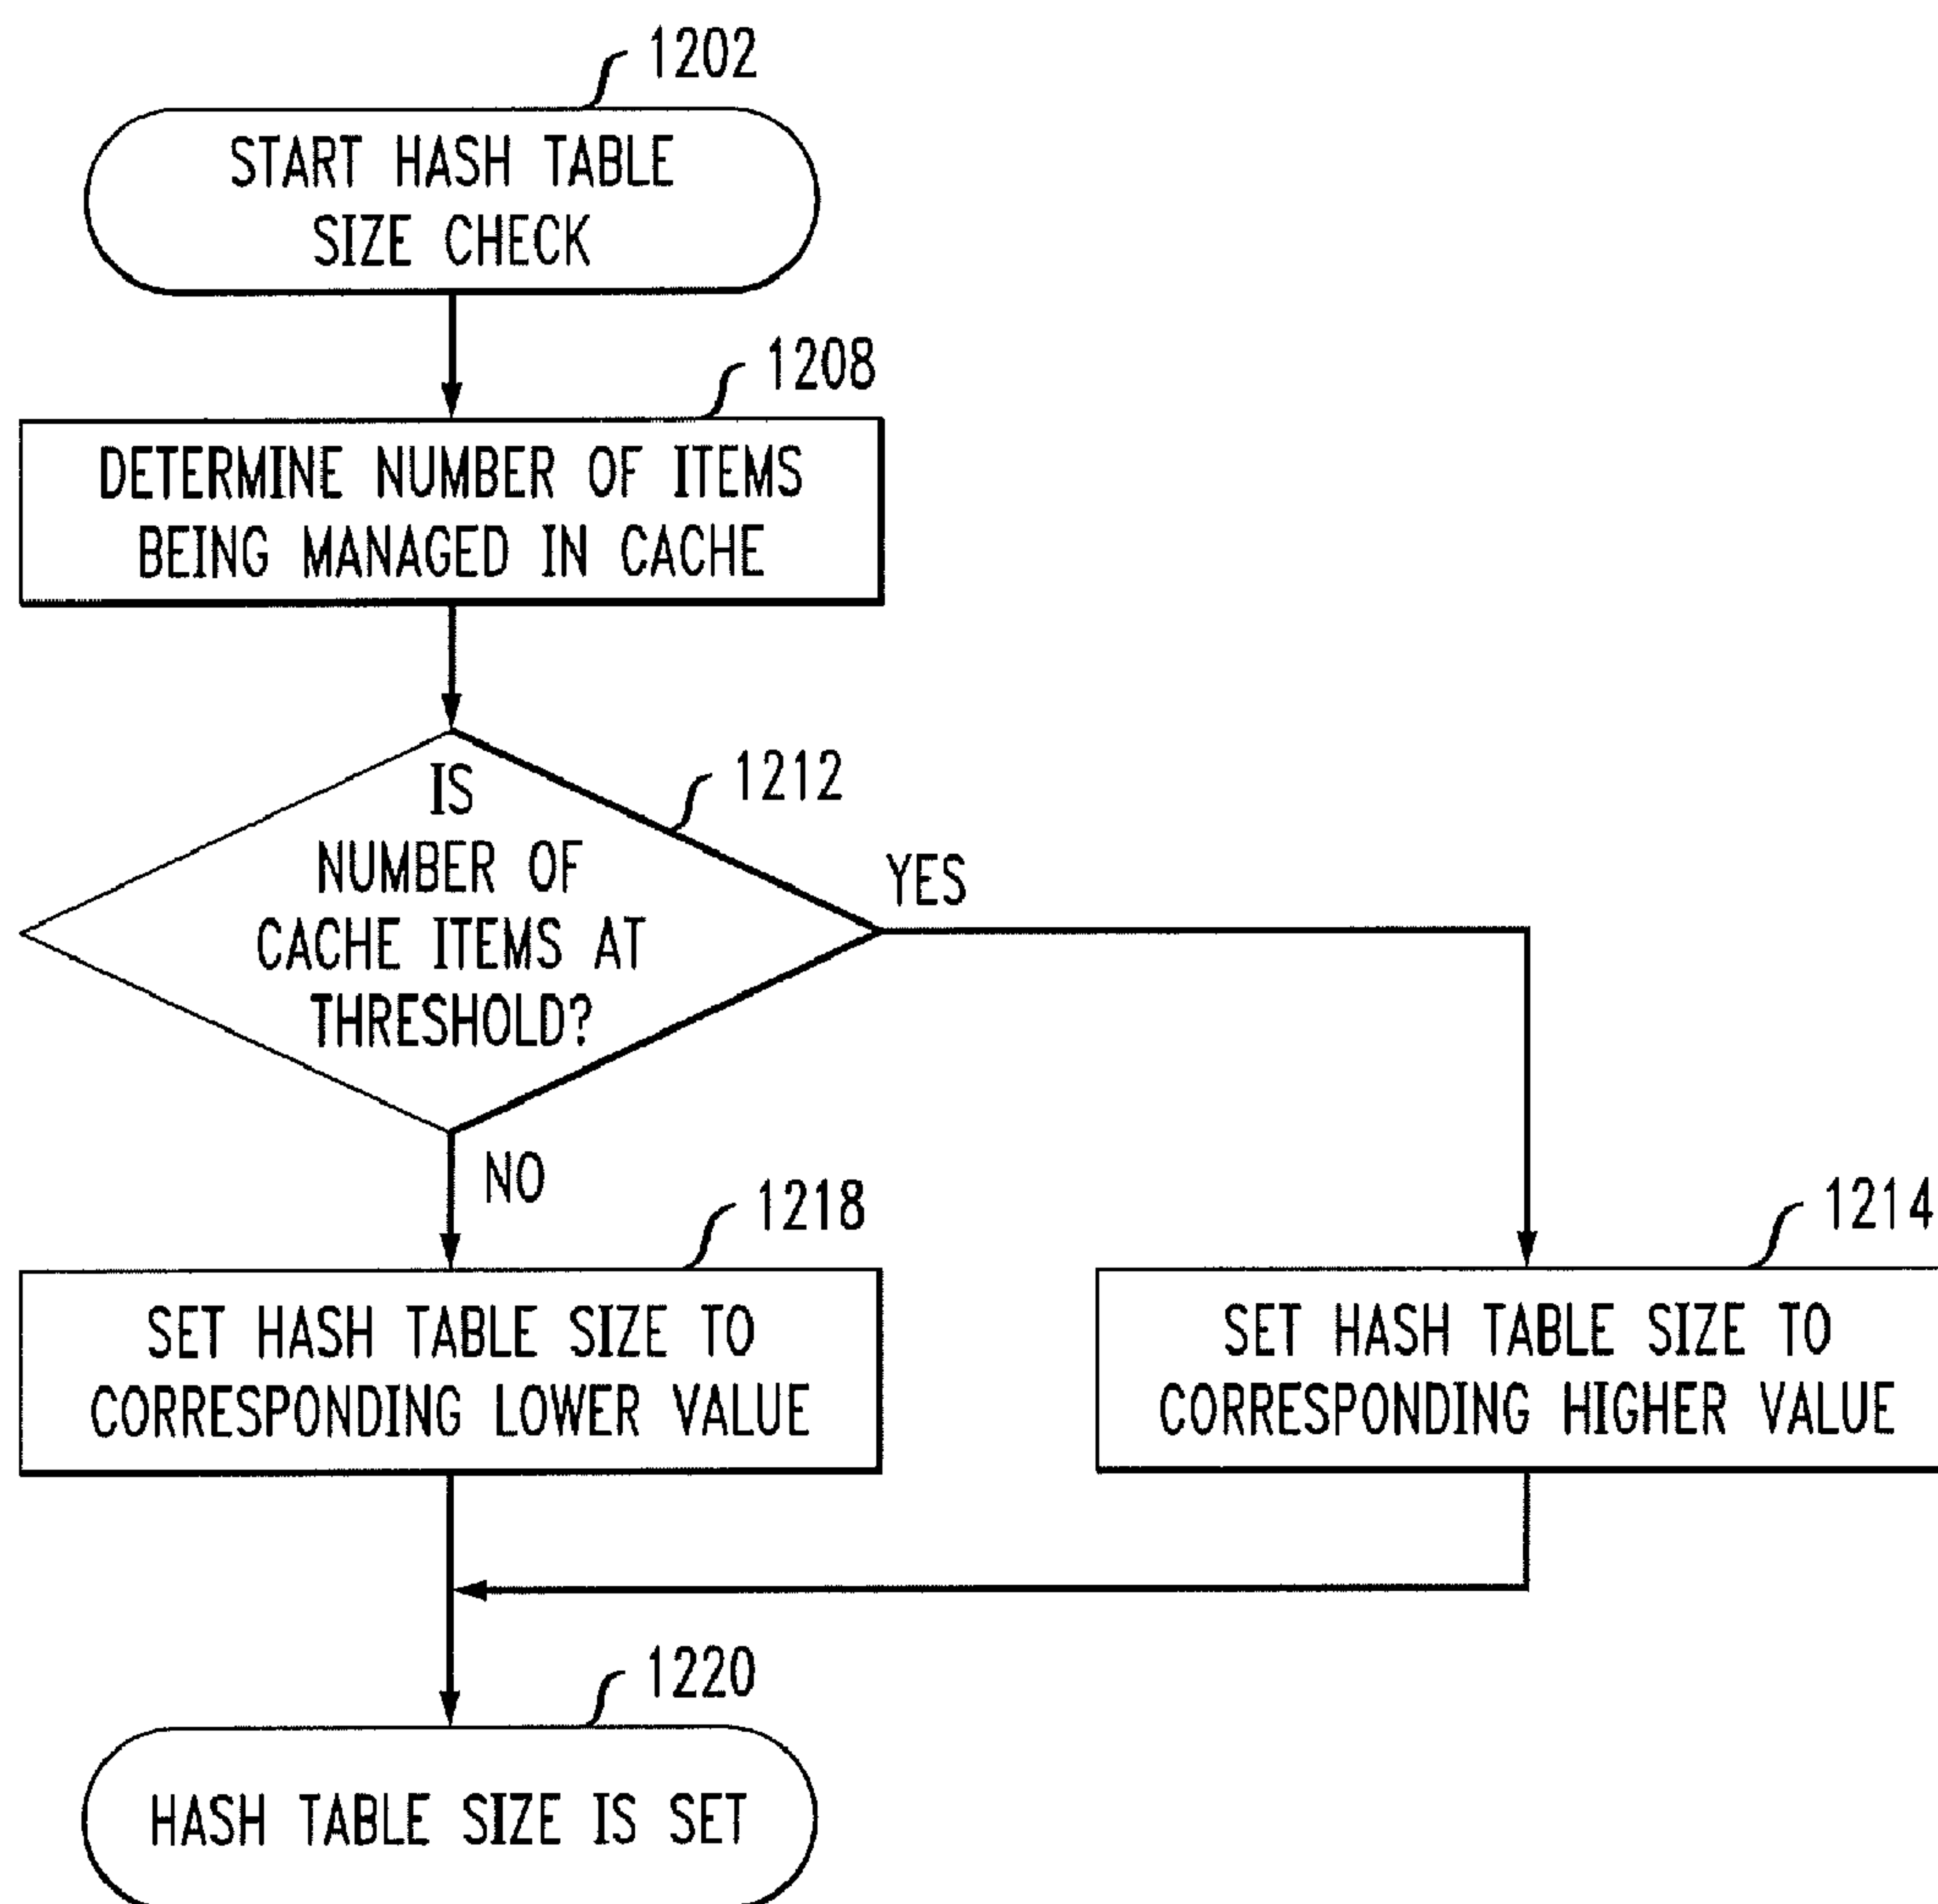 1202
START HASH TABLE
SIZE CHECK
1208
DETERMINE NUMBER OF ITEMS
BEING MANAGED IN CACHE
1212
IS
NUMBER OF
CACHE ITEMS AT
THRESHOLD?
YES
NO
1218
SET HASH TABLE SIZE TO
CORRESPONDING LOWER VALUE
1214
SET HASH TABLE SIZE TO
CORRESPONDING HIGHER VALUE
1220
HASH TABLE SIZE IS SET